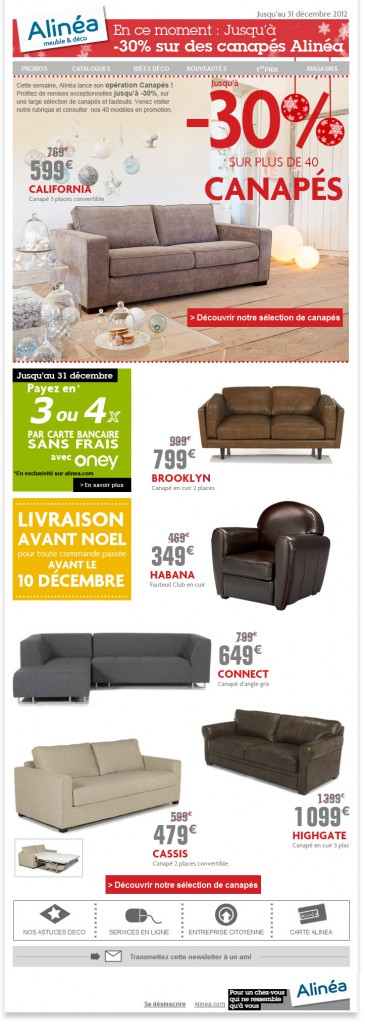 Jusqu'au 31 décembre 2012
Alinéa
meuble & déco
En ce moment : Jusqu'à
-30% sur des canapés Alinéa
PROMOS CATALOGUES IDÉES DÉCO NOUVEAUTÉS 1ers PRIX MAGASINS
Cette semaine, Alinéa lance son opération Canapés !
Profitez de remises exceptionnelles jusqu'à -30%, sur
une large sélection de canapés et fauteuils. Venez visiter
notre rubrique et consulter nos 40 modèles en promotion.
Jusqu'à
-30%
SUR PLUS DE 40
CANAPÉS
769€
599€
CALIFORNIA
Canapé 3 places convertible
> Découvrir notre sélection de canapés
Jusqu'au 31 décembre
Payez en*
3 ou 4x
PAR CARTE BANCAIRE
SANS FRAIS
avec oney
*En exclusivité sur alinea.com
> En savoir plus
999€
799€
BROOKLYN
Canapé en cuir 2 places
LIVRAISON
AVANT NOEL
pour toute commande passée
AVANT LE
10 DÉCEMBRE
469€
349€
HABANA
Fauteuil Club en cuir
799€
649€
CONNECT
Canapé d'angle gris
599€
479€
CASSIS
Canapé 2 places convertible
1399€
1099€
HIGHGATE
Canapé en cuir 3 plac
> Découvrir notre sélection de canapés
NOS ASTUCES DECO SERVICES EN LIGNE ENTREPRISE CITOYENNE CARTE ALINEA
Transmettez cette newsletter à un ami
Pour un chez-vous
qui ne ressemble
qu'à vous
Alinéa
Se désinscrire Alinea.com